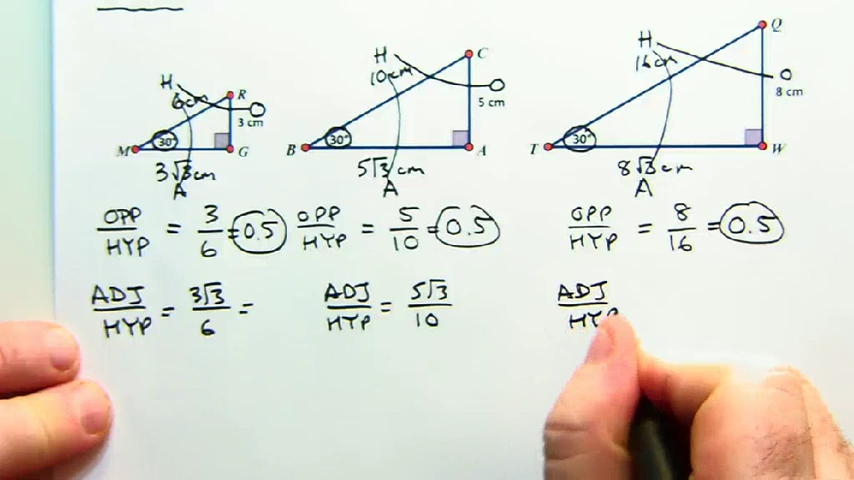 H 6cm R O 3 cm M 30° G 3√3cm A
H 10cm C O 5 cm B 30° A 5√3 cm A
H 16cm Q O 8 cm T 30° W 8√3 cm A
OPP/HYP = 3/6 = 0.5 OPP/HYP = 5/10 = 0.5 OPP/HYP = 8/16 = 0.5
ADJ/HYP = 3√3/6 = ADJ/HYP = 5√3/10 ADJ/HYP